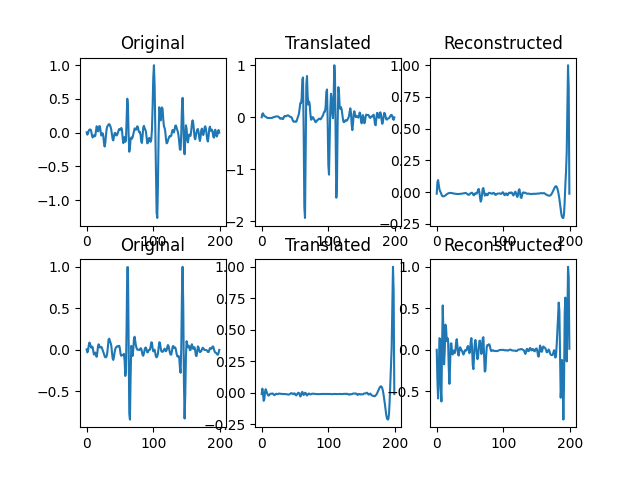 Original Translated Reconstructed
1.0 1 1.00
0.5 0 0.75
0.0 −1 0.50
−0.5 −2 0.25
−1.0 0.00
−0.25
0 100 200 0 100 200 0 100 200
Original Translated Reconstructed
1.0 1.00 1.0
0.5 0.75 0.5
0.0 0.50 0.0
−0.5 0.25 −0.5
0.00
−0.25
0 100 200 0 100 200 0 100 200